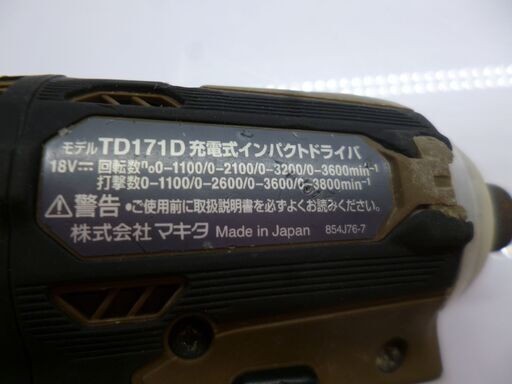 モデル TD171D 充電式インパクトドライバ
18V⎓ 回転数n₀0-1100/0-2100/0-3200/0-3600min⁻¹
打撃数0-1100/0-2600/0-3600/0-3800min⁻¹
⚠警告 •ご使用前に取扱説明書を必ずよくお読みください。
株式会社 マキタ Made in Japan 854J76-7